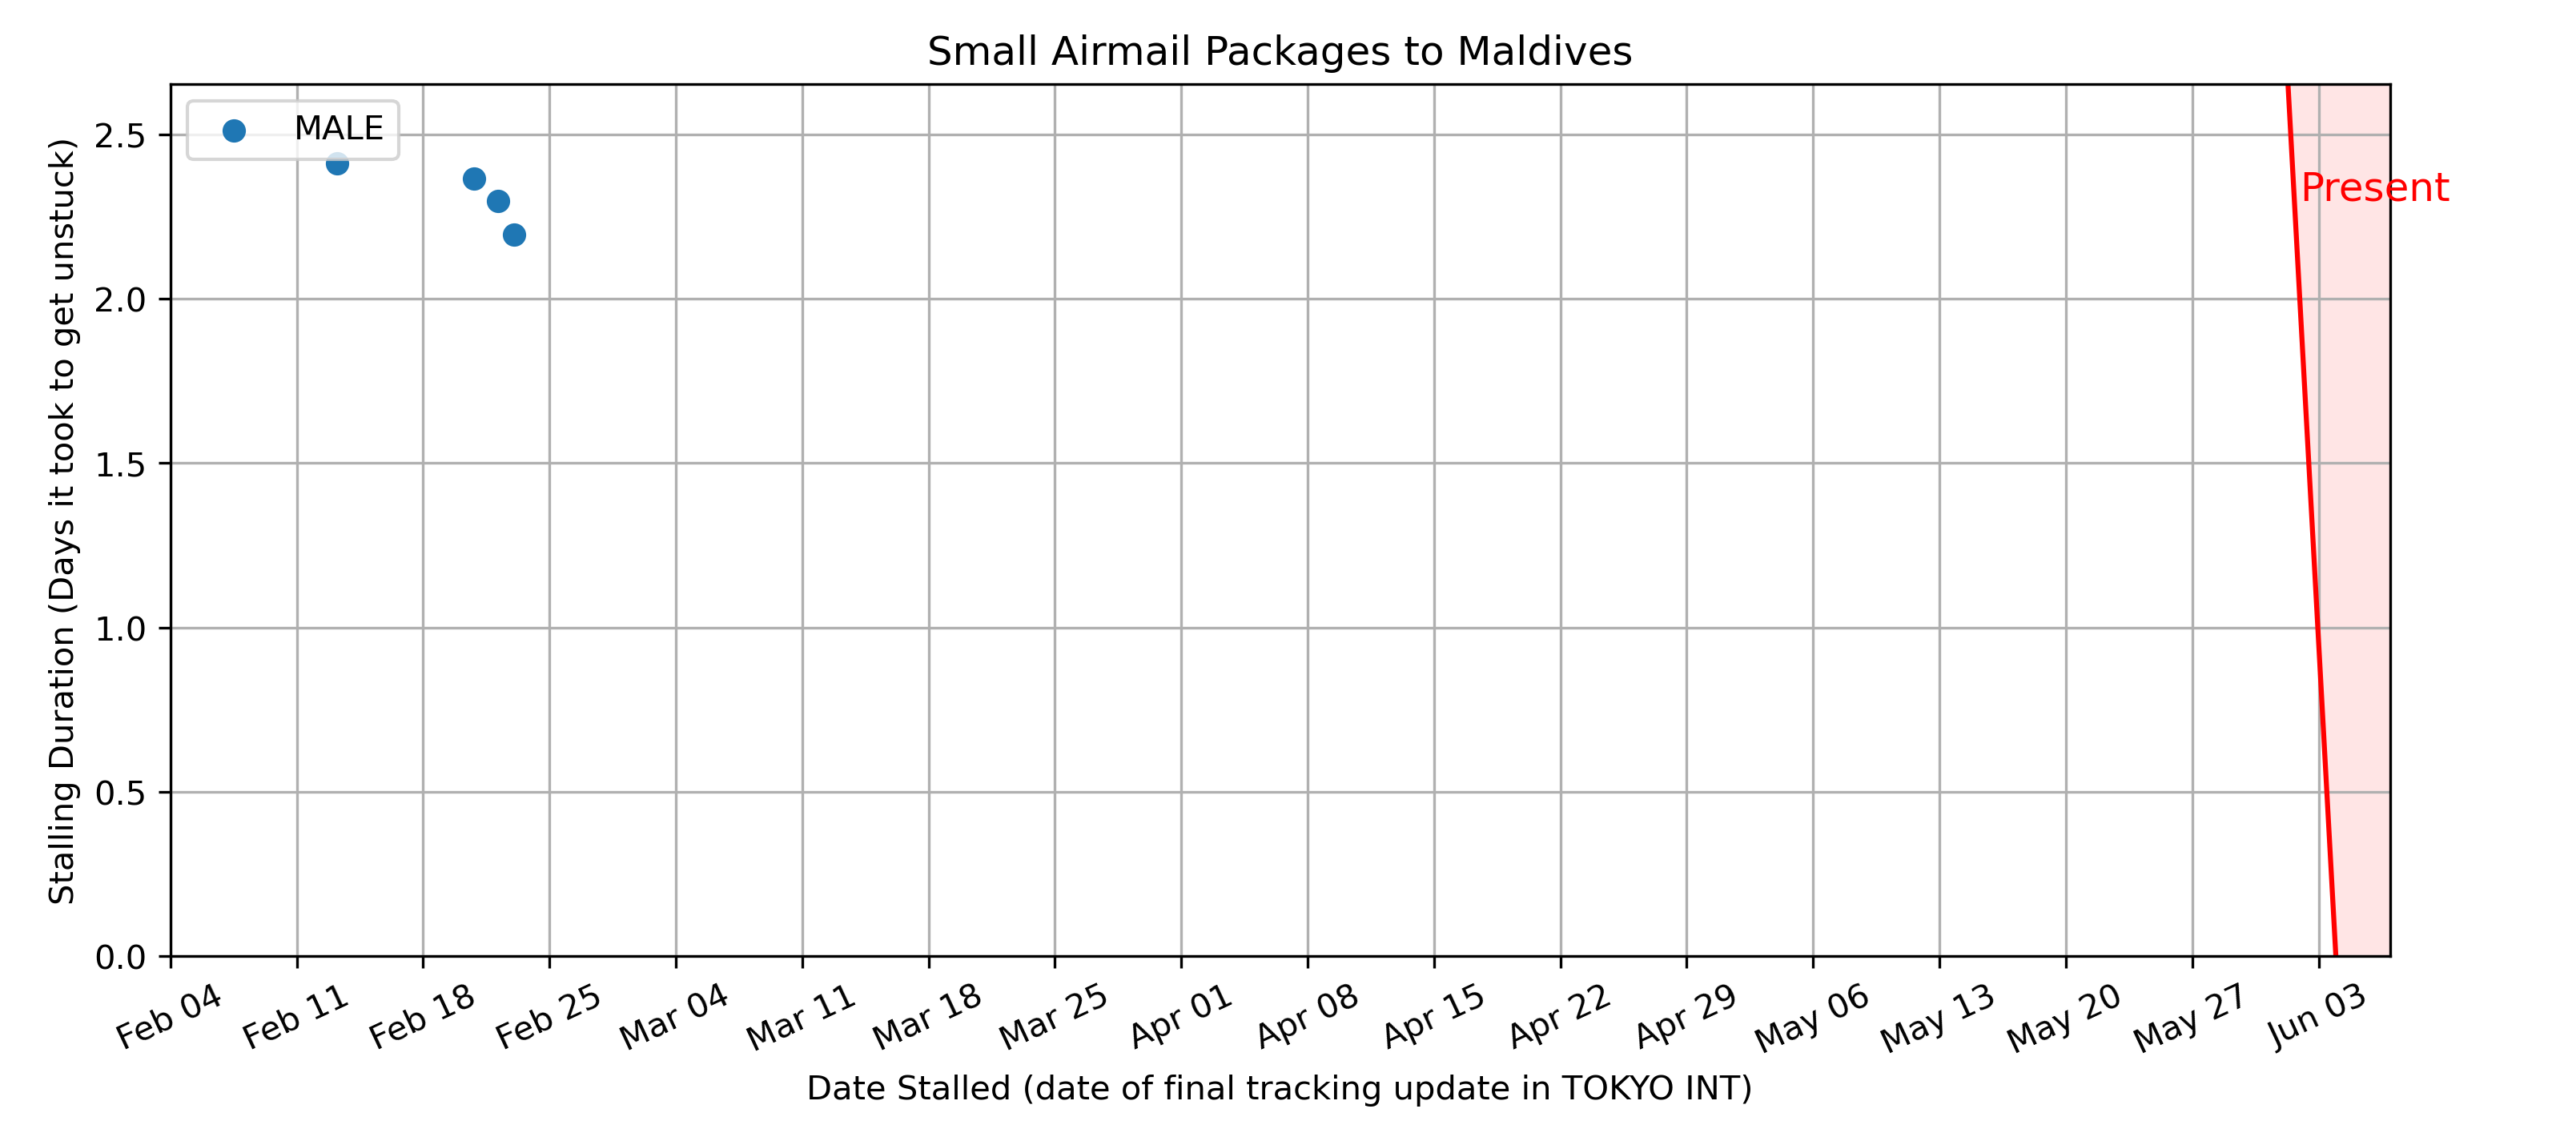 Small Airmail Packages to Maldives
MALE
Present
Stalling Duration (Days it took to get unstuck)
2.5
2.0
1.5
1.0
0.5
0.0
Feb 04 Feb 11 Feb 18 Feb 25 Mar 04 Mar 11 Mar 18 Mar 25 Apr 01 Apr 08 Apr 15 Apr 22 Apr 29 May 06 May 13 May 20 May 27 Jun 03
Date Stalled (date of final tracking update in TOKYO INT)